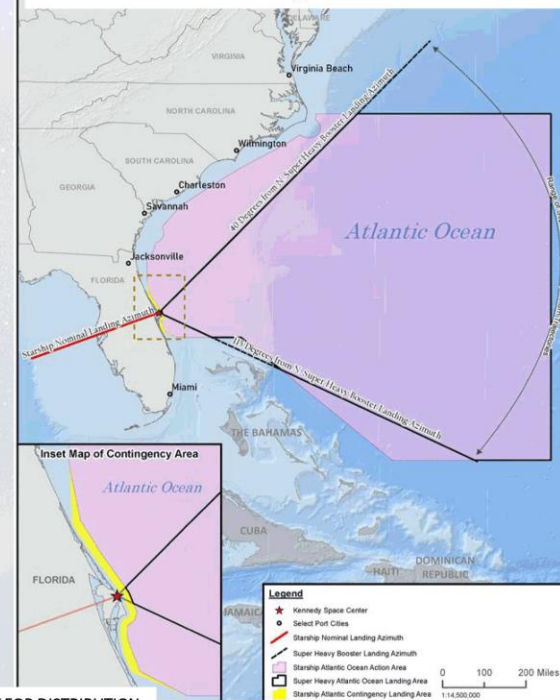 DELAWARE
VIRGINIA
Virginia Beach
NORTH CAROLINA
Wilmington
SOUTH CAROLINA
Charleston
GEORGIA
Savannah
40 Degrees from N. Super Heavy Booster Landing Azimuth
Atlantic Ocean
Range of
Jacksonville
FLORIDA
Starship Nominal Landing Azimuth
115 Degrees from N. Super Heavy Booster Landing Azimuth
Miami
THE BAHAMAS
CUBA
HAITI
DOMINICAN
REPUBLIC
JAMAICA
Inset Map of Contingency Area
Atlantic Ocean
FLORIDA
Legend
Kennedy Space Center
Select Port Cities
Starship Nominal Landing Azimuth
Super Heavy Booster Landing Azimuth
Starship Atlantic Ocean Action Area
Super Heavy Atlantic Ocean Landing Area
Starship Atlantic Contingency Landing Area
0 100 200 Miles
1:14,500,000
FOR DISTRIBUTION